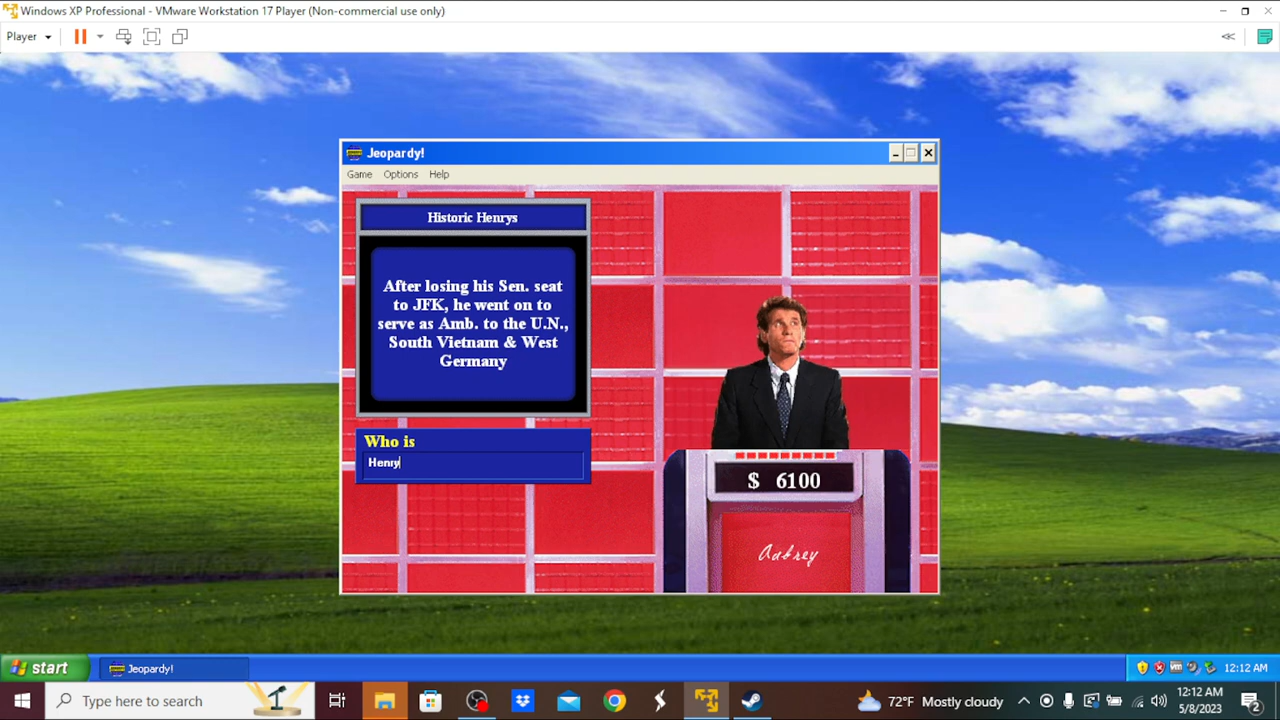 Windows XP Professional - VMware Workstation 17 Player (Non-commercial use only)
Player
Jeopardy!
Game Options Help
Historic Henrys
After losing his Sen. seat
to JFK, he went on to
serve as Amb. to the U.N.,
South Vietnam & West
Germany
Who is
Henry
$ 6100
Aubrey
start
Jeopardy!
12:12 AM
Type here to search
72°F Mostly cloudy
12:12 AM
5/8/2023
2